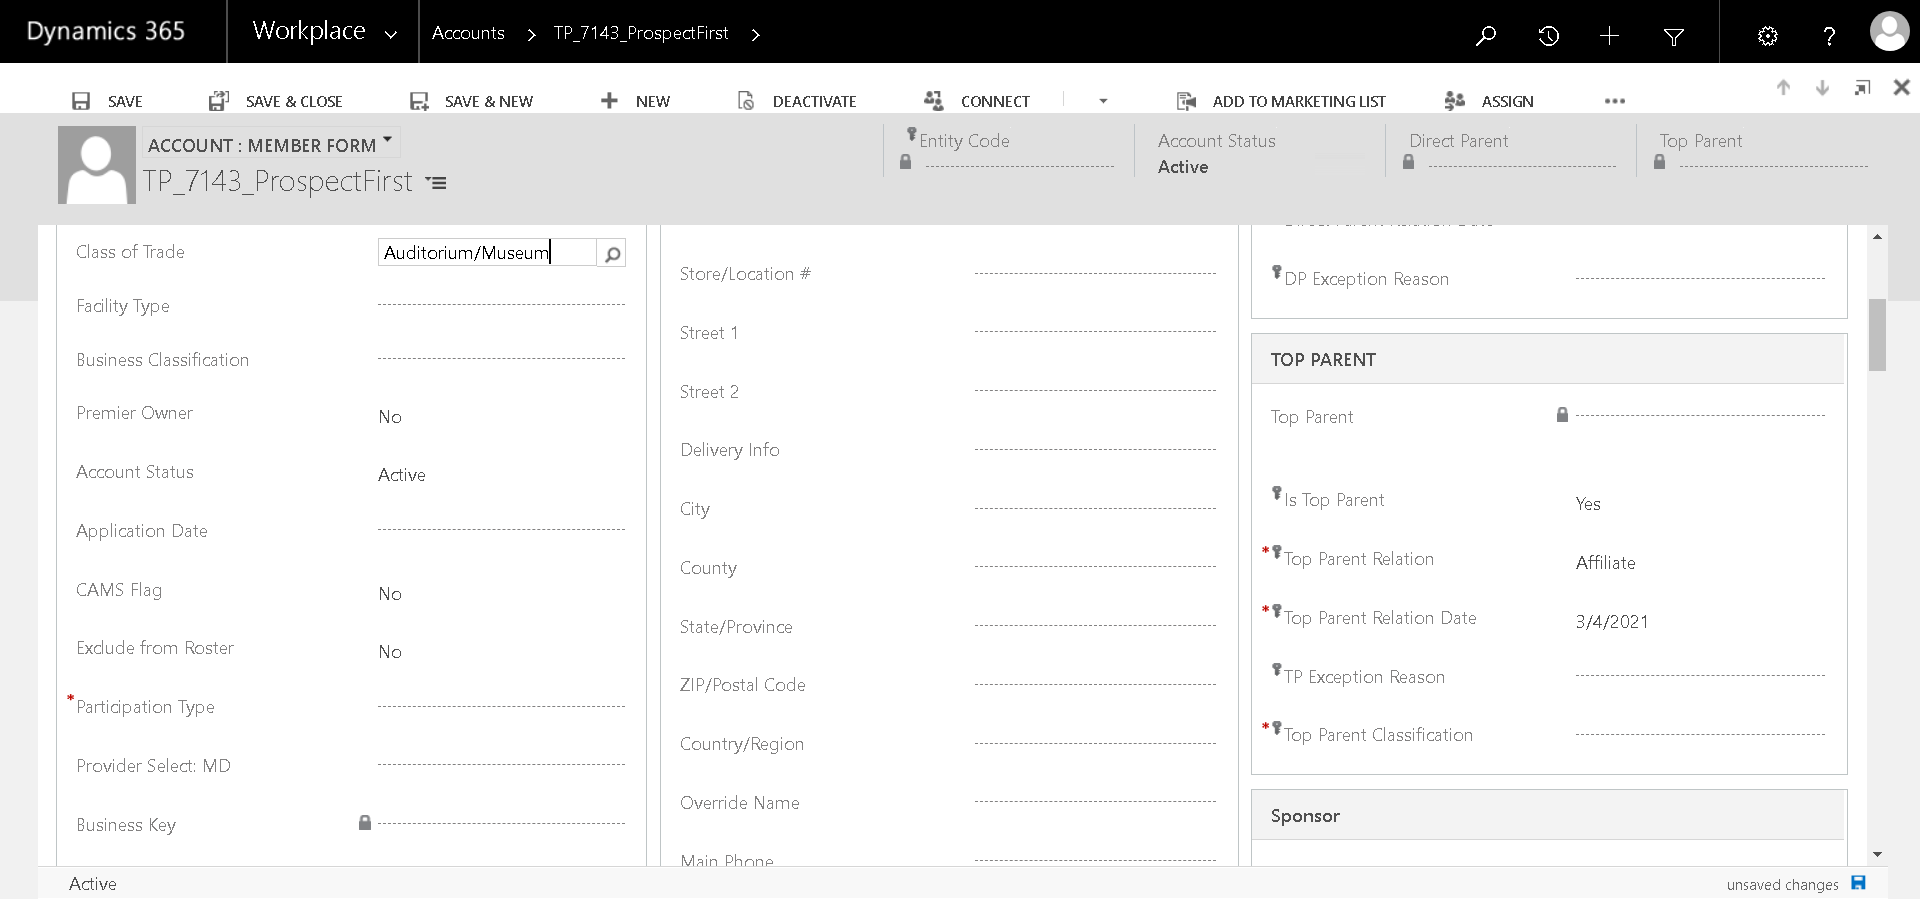 Dynamics 365
Workplace
Accounts
TP_7143_ProspectFirst
SAVE
SAVE & CLOSE
SAVE & NEW
NEW
DEACTIVATE
CONNECT
ADD TO MARKETING LIST
ASSIGN
ACCOUNT : MEMBER FORM
TP_7143_ProspectFirst
Entity Code
Account Status
Active
Direct Parent
Top Parent
Class of Trade
Auditorium/Museum
Facility Type
Business Classification
Premier Owner
No
Account Status
Active
Application Date
CAMS Flag
No
Exclude from Roster
No
* Participation Type
Provider Select: MD
Business Key
Store/Location #
Street 1
Street 2
Delivery Info
City
County
State/Province
ZIP/Postal Code
Country/Region
Override Name
Main Phone
Direct Parent Relation Date
DP Exception Reason
TOP PARENT
Top Parent
Is Top Parent
Yes
* Top Parent Relation
Affiliate
* Top Parent Relation Date
3/4/2021
TP Exception Reason
* Top Parent Classification
Sponsor
Active
unsaved changes